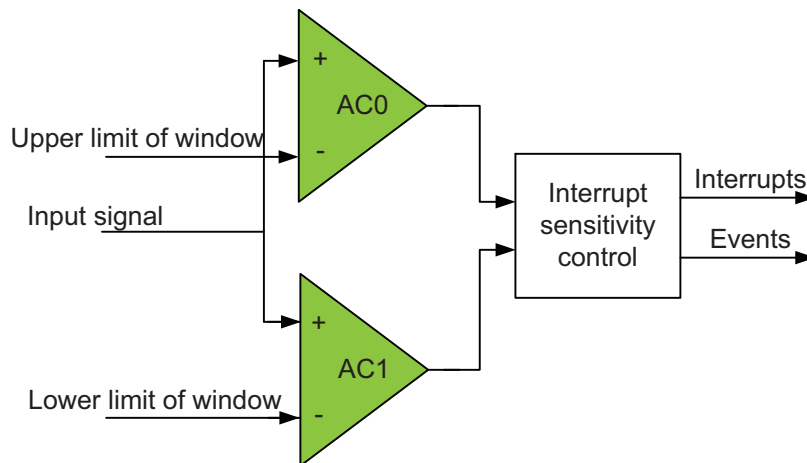 +
AC0
-
Upper limit of window
Input signal
Interrupt
sensitivity
control
Interrupts
Events
+
AC1
-
Lower limit of window